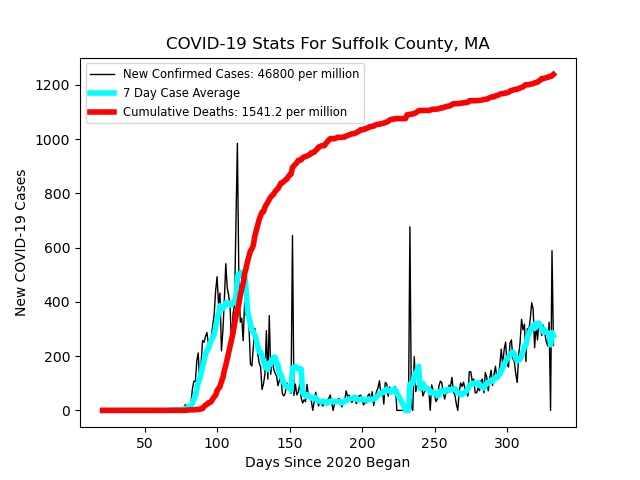 COVID-19 Stats For Suffolk County, MA
New Confirmed Cases: 46800 per million
7 Day Case Average
Cumulative Deaths: 1541.2 per million
New COVID-19 Cases
1200
1000
800
600
400
200
0
50 100 150 200 250 300
Days Since 2020 Began